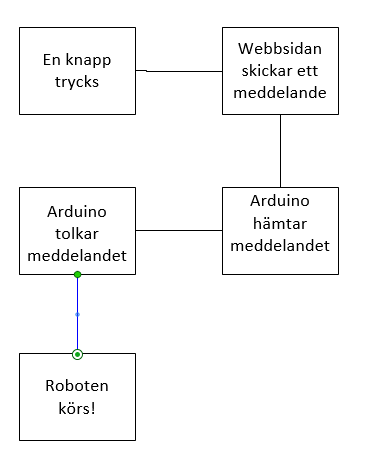 En knapp
trycks
Webbsidan
skickar ett
meddelande
Arduino
tolkar
meddelandet
Arduino
hämtar
meddelandet
Roboten
körs!